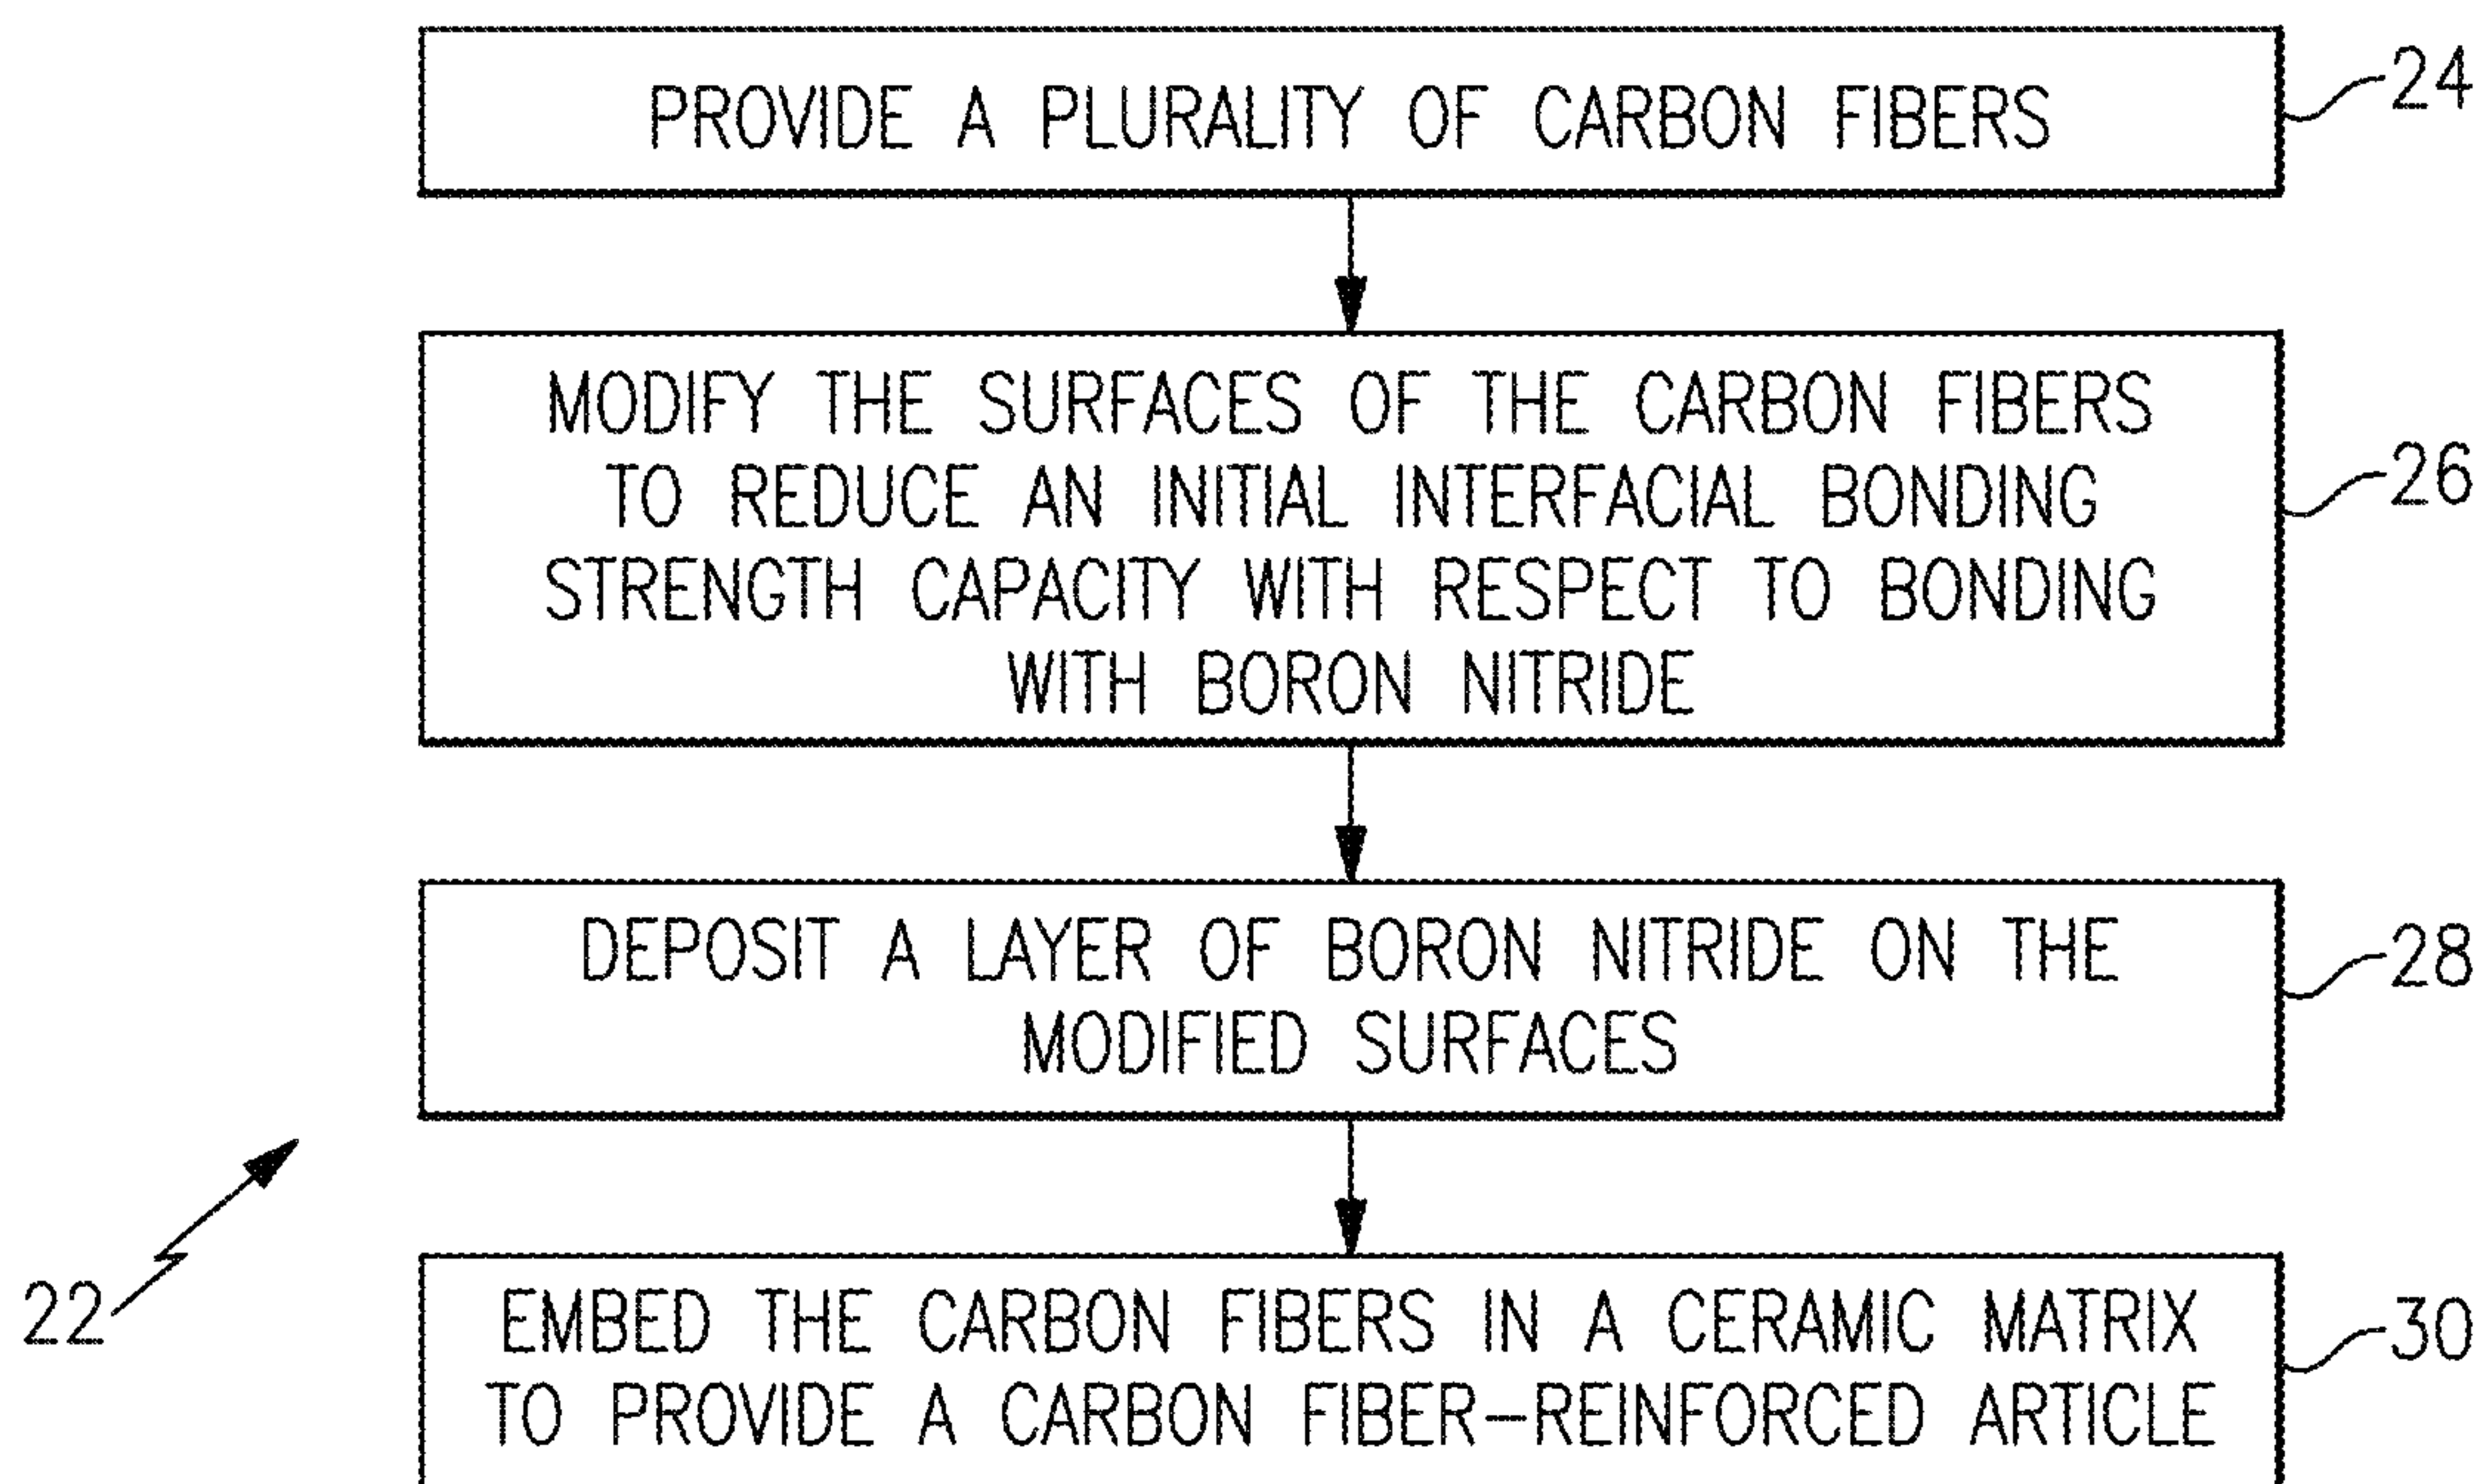 PROVIDE A PLURALITY OF CARBON FIBERS
24
MODIFY THE SURFACES OF THE CARBON FIBERS
TO REDUCE AN INITIAL INTERFACIAL BONDING
STRENGTH CAPACITY WITH RESPECT TO BONDING
WITH BORON NITRIDE
26
DEPOSIT A LAYER OF BORON NITRIDE ON THE
MODIFIED SURFACES
28
22
EMBED THE CARBON FIBERS IN A CERAMIC MATRIX
TO PROVIDE A CARBON FIBER–REINFORCED ARTICLE
30